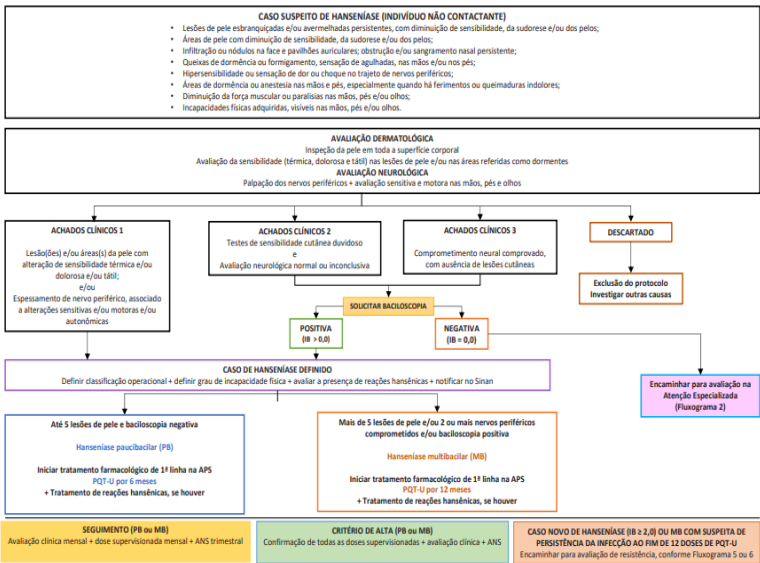 CASO SUSPEITO DE HANSENÍASE (INDIVÍDUO NÃO CONTACTANTE)
• Lesões de pele esbranquiçadas e/ou avermelhadas persistentes, com diminuição de sensibilidade, da sudorese e/ou dos pelos;
• Áreas de pele com diminuição de sensibilidade, da sudorese e/ou dos pelos;
• Infiltração ou nódulos na face e pavilhões auriculares; obstrução e/ou sangramento nasal persistente;
• Queixas de dormência ou formigamento, sensação de agulhadas, nas mãos e/ou nos pés;
• Hipersensibilidade ou sensação de dor ou choque no trajeto de nervos periféricos;
• Áreas de dormência ou anestesia nas mãos e pés, especialmente quando há ferimentos ou queimaduras indolores;
• Diminuição da força muscular ou paralisias nas mãos, pés e/ou olhos;
• Incapacidades físicas adquiridas, visíveis nas mãos, pés e/ou olhos.
AVALIAÇÃO DERMATOLÓGICA
Inspeção da pele em toda a superfície corporal
Avaliação da sensibilidade (térmica, dolorosa e tátil) nas lesões de pele e/ou nas áreas referidas como dormentes
AVALIAÇÃO NEUROLÓGICA
Palpação dos nervos periféricos + avaliação sensitiva e motora nas mãos, pés e olhos
ACHADOS CLÍNICOS 1
Lesão(ões) e/ou áreas(s) da pele com
alteração de sensibilidade térmica e/ou
dolorosa e/ou tátil;
e/ou
Espessamento de nervo periférico, associado
a alterações sensitivas e/ou motoras e/ou
autonômicas
ACHADOS CLÍNICOS 2
Testes de sensibilidade cutânea duvidoso
e
Avaliação neurológica normal ou inconclusiva
ACHADOS CLÍNICOS 3
Comprometimento neural comprovado,
com ausência de lesões cutâneas
DESCARTADO
Exclusão do protocolo
Investigar outras causas
SOLICITAR BACILOSCOPIA
POSITIVA
(IB > 0,0)
NEGATIVA
(IB = 0,0)
CASO DE HANSENÍASE DEFINIDO
Definir classificação operacional + definir grau de incapacidade física + avaliar a presença de reações hansênicas + notificar no Sinan
Encaminhar para avaliação na
Atenção Especializada
(Fluxograma 2)
Até 5 lesões de pele e baciloscopia negativa
Hanseníase paucibacilar (PB)
Iniciar tratamento farmacológico de 1ª linha na APS
PQT-U por 6 meses
+ Tratamento de reações hansênicas, se houver
Mais de 5 lesões de pele e/ou 2 ou mais nervos periféricos
comprometidos e/ou baciloscopia positiva
Hanseníase multibacilar (MB)
Iniciar tratamento farmacológico de 1ª linha na APS
PQT-U por 12 meses
+ Tratamento de reações hansênicas, se houver
SEGUIMENTO (PB ou MB)
Avaliação clínica mensal + dose supervisionada mensal + ANS trimestral
CRITÉRIO DE ALTA (PB ou MB)
Confirmação de todas as doses supervisionadas + avaliação clínica + ANS
CASO NOVO DE HANSENÍASE (IB ≥ 2,0) OU MB COM SUSPEITA DE
PERSISTÊNCIA DA INFECÇÃO AO FIM DE 12 DOSES DE PQT-U
Encaminhar para avaliação de resistência, conforme Fluxograma 5 ou 6